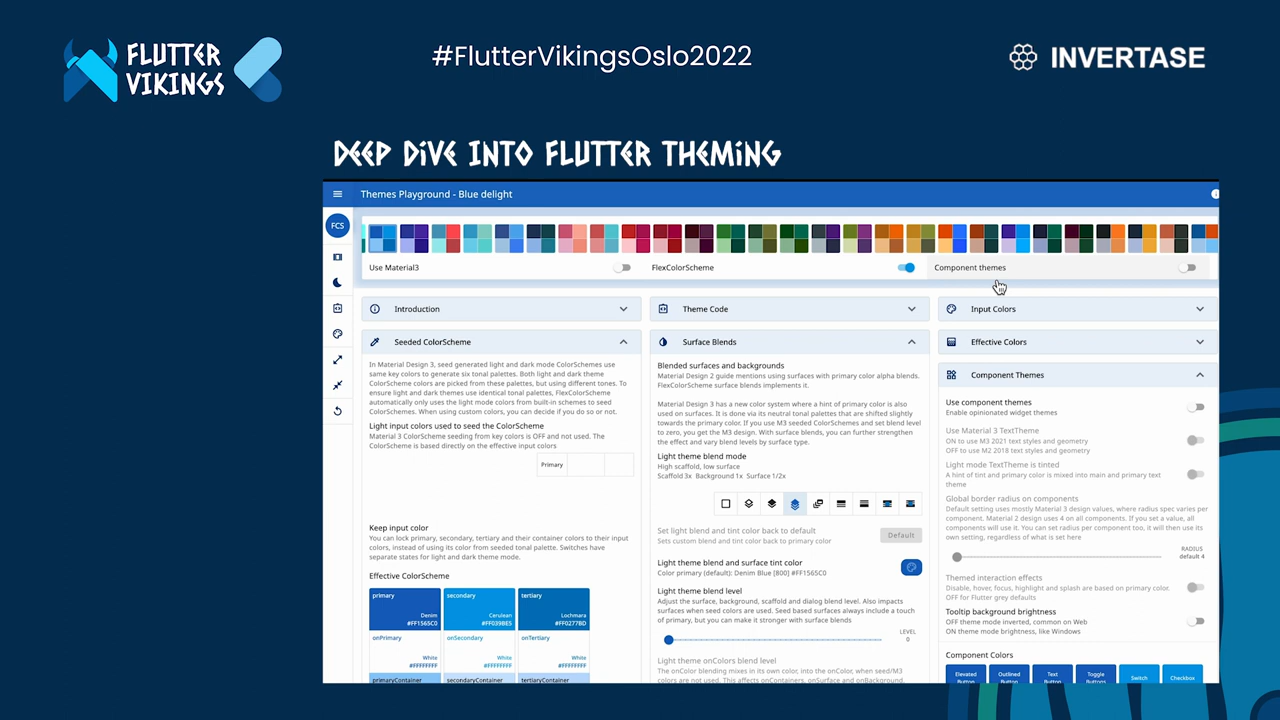 FLUTTER
VIKINGS
#FlutterVikingsOslo2022
INVERTASE
DEEP DIVE INTO FLUTTER THEMING
Themes Playground - Blue delight
FCS
Use Material3
FlexColorScheme
Component themes
Introduction
Seeded ColorScheme
In Material Design 3, seed generated light and dark mode ColorSchemes use
same key colors to generate six tonal palettes. Both light and dark theme
ColorScheme colors are picked from these palettes, but using different tones. To
ensure light and dark themes use identical tonal palettes, FlexColorScheme
automatically only uses the light mode colors from built-in schemes to seed
ColorSchemes. When using custom colors, you can decide if you do so or not.
Light input colors used to seed the ColorScheme
Material 3 ColorScheme seeding from key colors is OFF and not used. The
ColorScheme is based directly on the effective input colors
Primary
Keep input color
You can lock primary, secondary, tertiary and their container colors to their input
colors, instead of using its color from seeded tonal palette. Switches have
separate states for light and dark theme mode.
Effective ColorScheme
primary
Denim
#FF1565C0
secondary
Cerulean
#FF039BE5
tertiary
Lochmara
#FF0277BD
onPrimary
White
#FFFFFFFF
onSecondary
White
#FFFFFFFF
onTertiary
White
#FFFFFFFF
primaryContainer
secondaryContainer
tertiaryContainer
Theme Code
Surface Blends
Blended surfaces and backgrounds
Material Design 2 guide mentions using surfaces with primary color alpha blends.
FlexColorScheme surface blends implements it.
Material Design 3 has a new color system where a hint of primary color is also
used on surfaces. It is done via its neutral tonal palettes that are shifted slightly
towards the primary color. If you use M3 seeded ColorSchemes and set blend level
to zero, you get the M3 design. With surface blends, you can further strengthen
the effect and vary blend levels by surface type.
Light theme blend mode
High scaffold, low surface
Scaffold 3x Background 1x Surface 1/2x
Set light blend and tint color back to default
Sets custom blend and tint color back to primary color
Default
Light theme blend and surface tint color
Color primary (default): Denim Blue [800] #FF1565C0
Light theme blend level
Adjust the surface, background, scaffold and dialog blend level. Also impacts
surfaces when seed colors are used. Seed based surfaces always include a touch
of primary, but you can make it stronger with surface blends
LEVEL
0
Light theme onColors blend level
The onColor blending mixes in its own color, into the onColor, when seed/M3
colors are not used. This affects onContainers, onSurface and onBackground.
Input Colors
Effective Colors
Component Themes
Use component themes
Enable opinionated widget themes
Use Material 3 TextTheme
ON to use M3 2021 text styles and geometry
OFF to use M2 2018 text styles and geometry
Light mode TextTheme is tinted
A hint of tint and primary color is mixed into main and primary text
theme
Global border radius on components
Default setting uses mostly Material 3 design values, where radius spec varies per
component. Material 2 design uses 4 on all components. If you set a value, all
components will use it. You can set radius per component too, it will then use its
own setting, regardless of what is set here
RADIUS
default 4
Themed interaction effects
Disable, hover, focus, highlight and splash are based on primary color.
OFF for Flutter grey defaults
Tooltip background brightness
OFF theme mode inverted, common on Web
ON theme mode brightness, like Windows
Component Colors
Elevated
Button
Outlined
Button
Text
Button
Toggle
Buttons
Switch
Checkbox